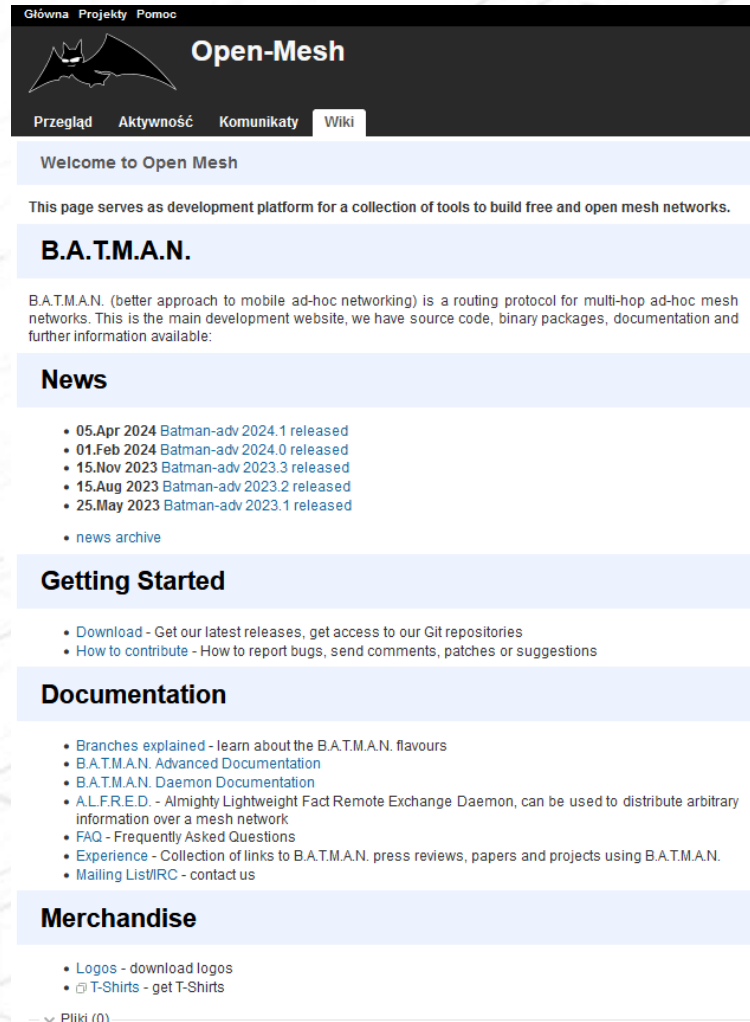 Główna Projekty Pomoc
Open-Mesh
Przegląd Aktywność Komunikaty Wiki
Welcome to Open Mesh
This page serves as development platform for a collection of tools to build free and open mesh networks.
B.A.T.M.A.N.
B.A.T.M.A.N. (better approach to mobile ad-hoc networking) is a routing protocol for multi-hop ad-hoc mesh
networks. This is the main development website, we have source code, binary packages, documentation and
further information available:
News
• 05.Apr 2024 Batman-adv 2024.1 released
• 01.Feb 2024 Batman-adv 2024.0 released
• 15.Nov 2023 Batman-adv 2023.3 released
• 15.Aug 2023 Batman-adv 2023.2 released
• 25.May 2023 Batman-adv 2023.1 released
• news archive
Getting Started
• Download - Get our latest releases, get access to our Git repositories
• How to contribute - How to report bugs, send comments, patches or suggestions
Documentation
• Branches explained - learn about the B.A.T.M.A.N. flavours
• B.A.T.M.A.N. Advanced Documentation
• B.A.T.M.A.N. Daemon Documentation
• A.L.F.R.E.D. - Almighty Lightweight Fact Remote Exchange Daemon, can be used to distribute arbitrary
information over a mesh network
• FAQ - Frequently Asked Questions
• Experience - Collection of links to B.A.T.M.A.N. press reviews, papers and projects using B.A.T.M.A.N.
• Mailing List/IRC - contact us
Merchandise
• Logos - download logos
• T-Shirts - get T-Shirts
Pliki (0)